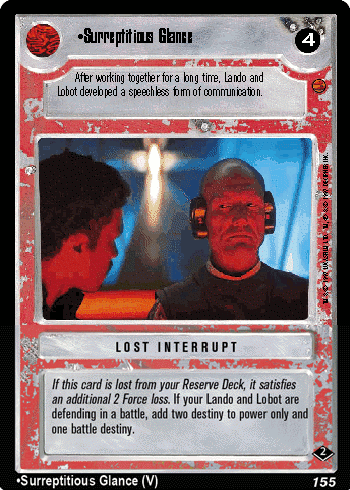 •Surreptitious Glance
4
After working together for a long time, Lando and
Lobot developed a speechless form of communication.
LOST INTERRUPT
If this card is lost from your Reserve Deck, it satisfies
an additional 2 Force loss. If your Lando and Lobot are
defending in a battle, add two destiny to power only and
one battle destiny.
2
•Surreptitious Glance (V)
155